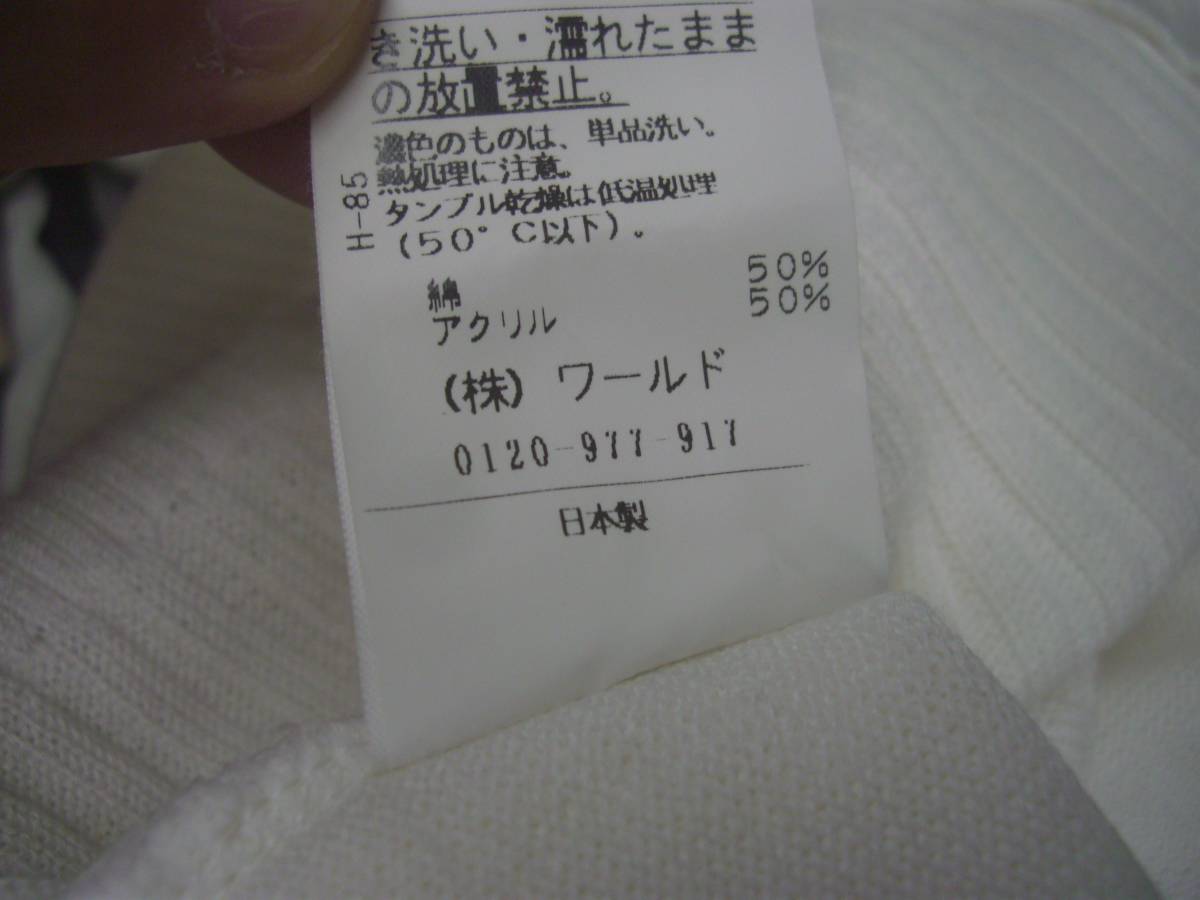 き洗い・濡れたまま
の放置禁止。
濃色のものは、単品洗い。
熱処理に注意。
タンブル乾燥は低温処理
(50°C以下)。
H-85
綿 50%
アクリル 50%
(株) ワールド
0120-977-917
日本製